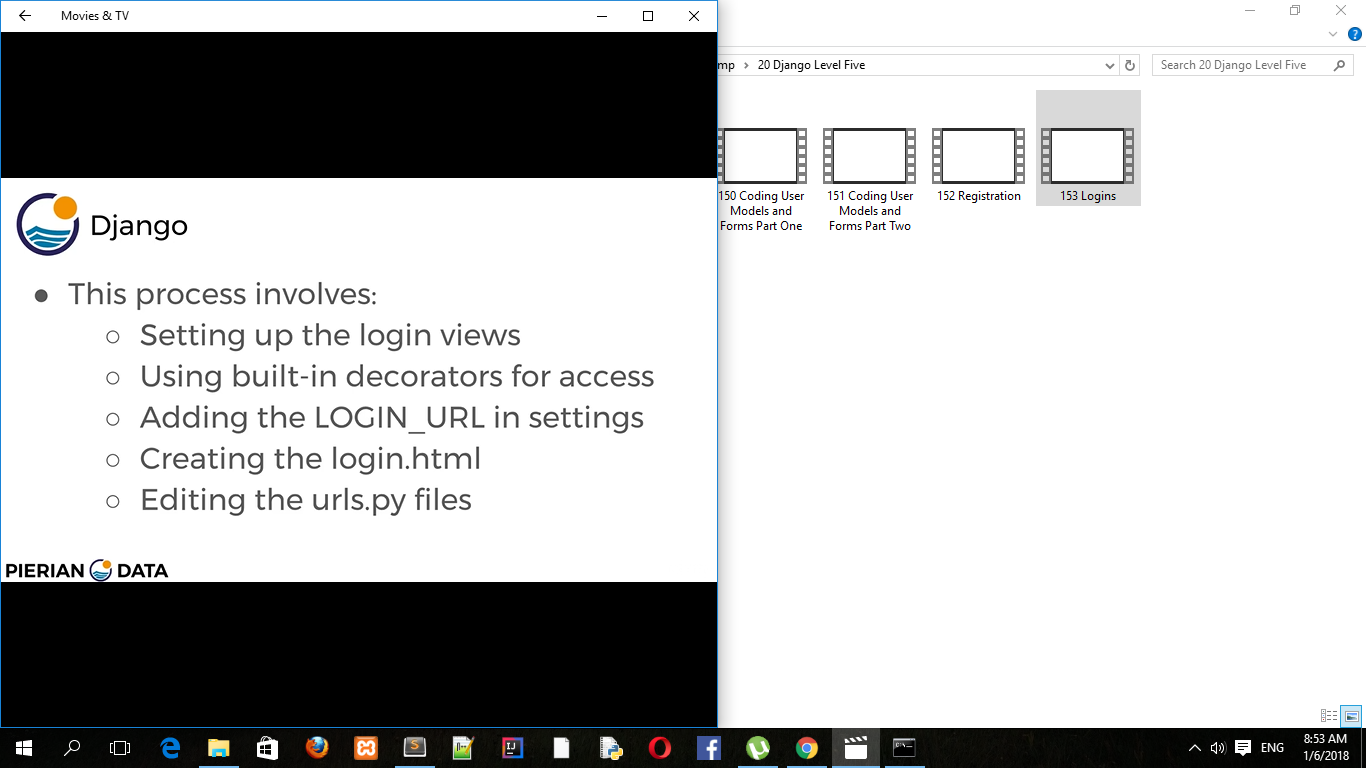 Movies & TV
Django
● This process involves:
○ Setting up the login views
○ Using built-in decorators for access
○ Adding the LOGIN_URL in settings
○ Creating the login.html
○ Editing the urls.py files
PIERIAN DATA
mp › 20 Django Level Five
Search 20 Django Level Five
150 Coding User
Models and
Forms Part One
151 Coding User
Models and
Forms Part Two
152 Registration
153 Logins
ENG
8:53 AM
1/6/2018